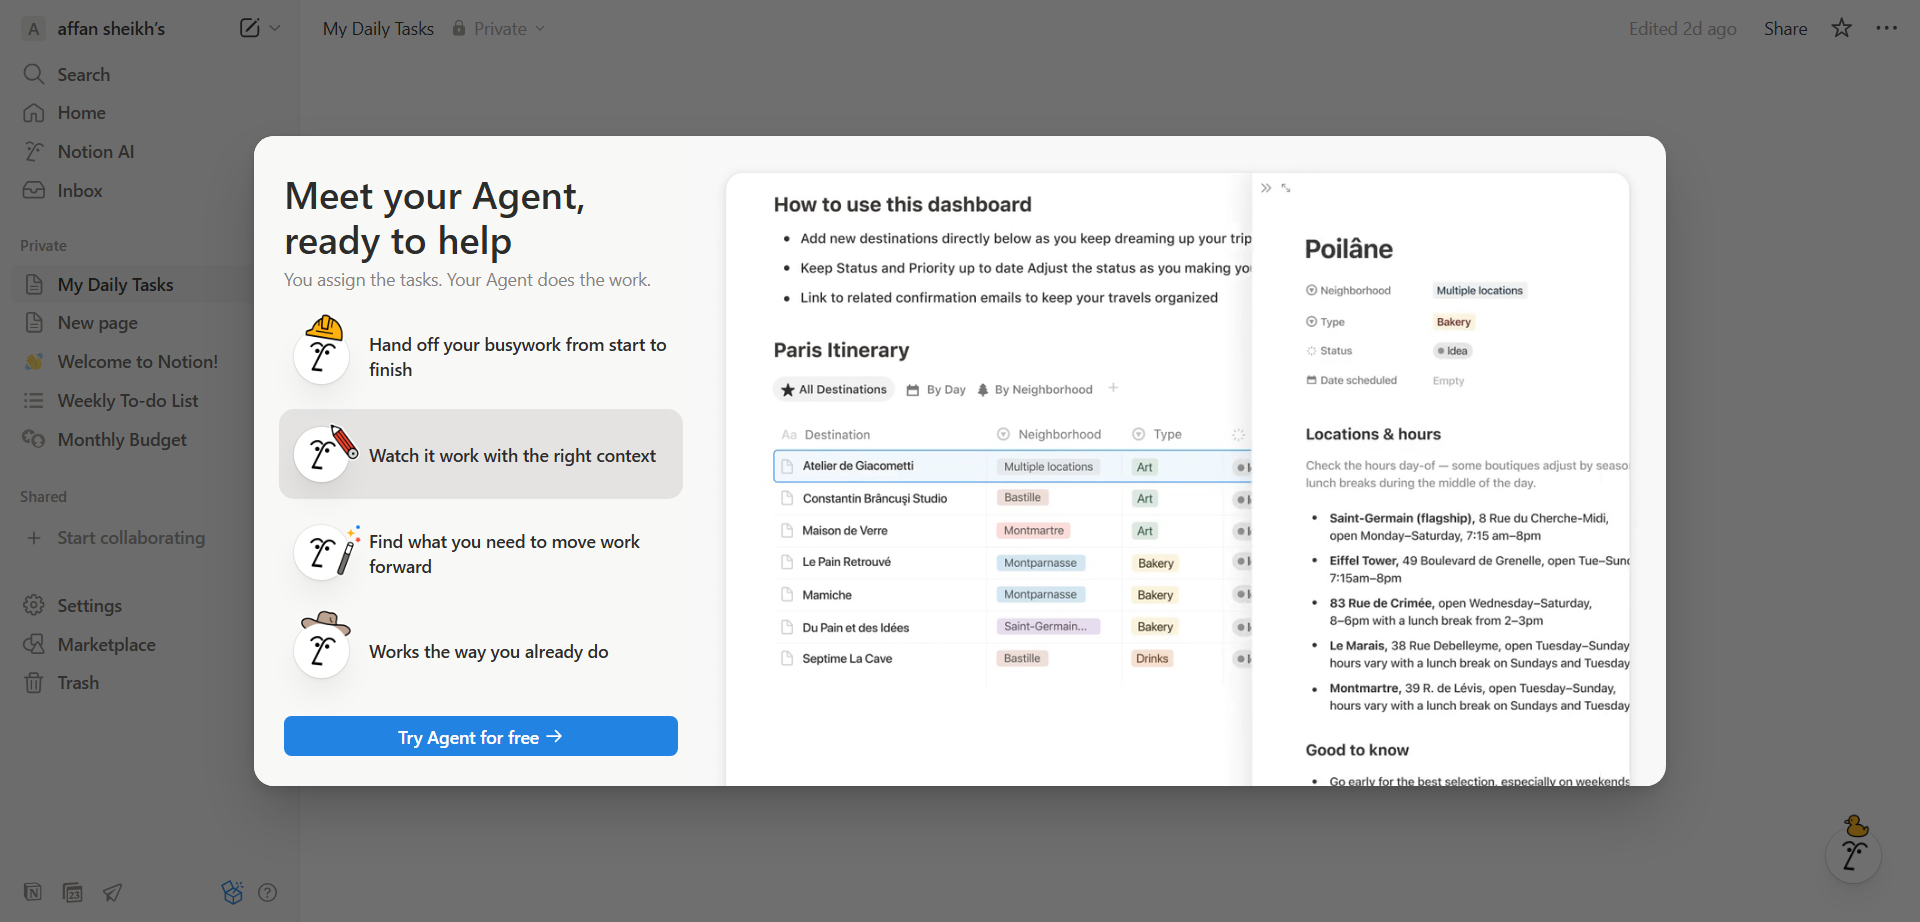 A affan sheikh's
Search
Home
Notion AI
Inbox
Private
My Daily Tasks
New page
Welcome to Notion!
Weekly To-do List
Monthly Budget
Shared
+ Start collaborating
Settings
Marketplace
Trash
N 23 ?
My Daily Tasks Private
Edited 2d ago Share
Meet your Agent,
ready to help
You assign the tasks. Your Agent does the work.
Hand off your busywork from start to
finish
Watch it work with the right context
Find what you need to move work
forward
Works the way you already do
Try Agent for free →
How to use this dashboard
• Add new destinations directly below as you keep dreaming up your trip
• Keep Status and Priority up to date Adjust the status as you making
• Link to related confirmation emails to keep your travels organized
Paris Itinerary
All Destinations By Day By Neighborhood +
Aa Destination Neighborhood Type
Atelier de Giacometti Multiple locations Art
Constantin Brâncuşi Studio Bastille Art
Maison de Verre Montmartre Art
Le Pain Retrouvé Montparnasse Bakery
Mamiche Montparnasse Bakery
Du Pain et des Idées Saint-Germain... Bakery
Septime La Cave Bastille Drinks
Poilâne
Neighborhood Multiple locations
Type Bakery
Status Idea
Date scheduled Empty
Locations & hours
Check the hours day-of — some boutiques adjust by seaso
lunch breaks during the middle of the day.
• Saint-Germain (flagship), 8 Rue du Cherche-Midi,
open Monday–Saturday, 7:15 am–8pm
• Eiffel Tower, 49 Boulevard de Grenelle, open Tue–Sun
7:15am–8pm
• 83 Rue de Crimée, open Wednesday–Saturday,
8–6pm with a lunch break from 2–3pm
• Le Marais, 38 Rue Debelleyme, open Tuesday–Sunday
hours vary with a lunch break on Sundays and Tuesday
• Montmartre, 39 R. de Lévis, open Tuesday–Sunday,
hours vary with a lunch break on Sundays and Tuesday
Good to know
• Go early for the best selection, especially on weekends